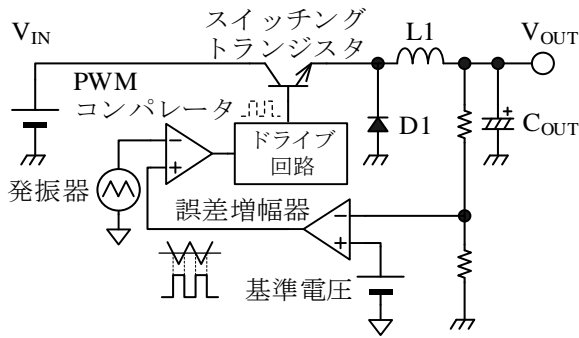 スイッチング
トランジスタ
V_IN
L1
V_OUT
PWM
コンパレータ
ドライブ
回路
D1
C_OUT
発振器
誤差増幅器
基準電圧